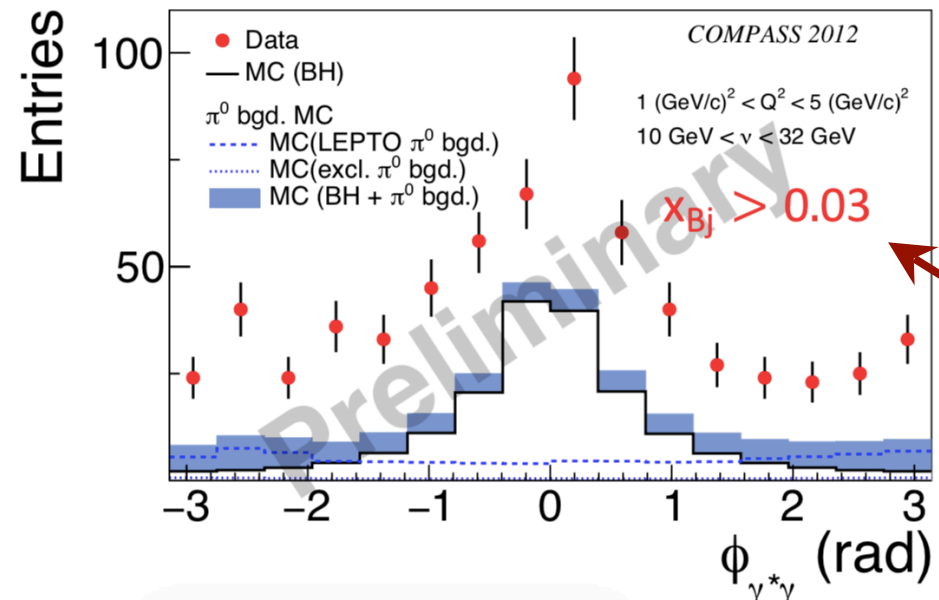 Entries
100
50
Data
MC (BH)
π⁰ bgd. MC
MC(LEPTO π⁰ bgd.)
MC(excl. π⁰ bgd.)
MC (BH + π⁰ bgd.)
COMPASS 2012
1 (GeV/c)² < Q² < 5 (GeV/c)²
10 GeV < ν < 32 GeV
x_Bj > 0.03
Preliminary
−3 −2 −1 0 1 2 3
ϕ_γ*γ (rad)